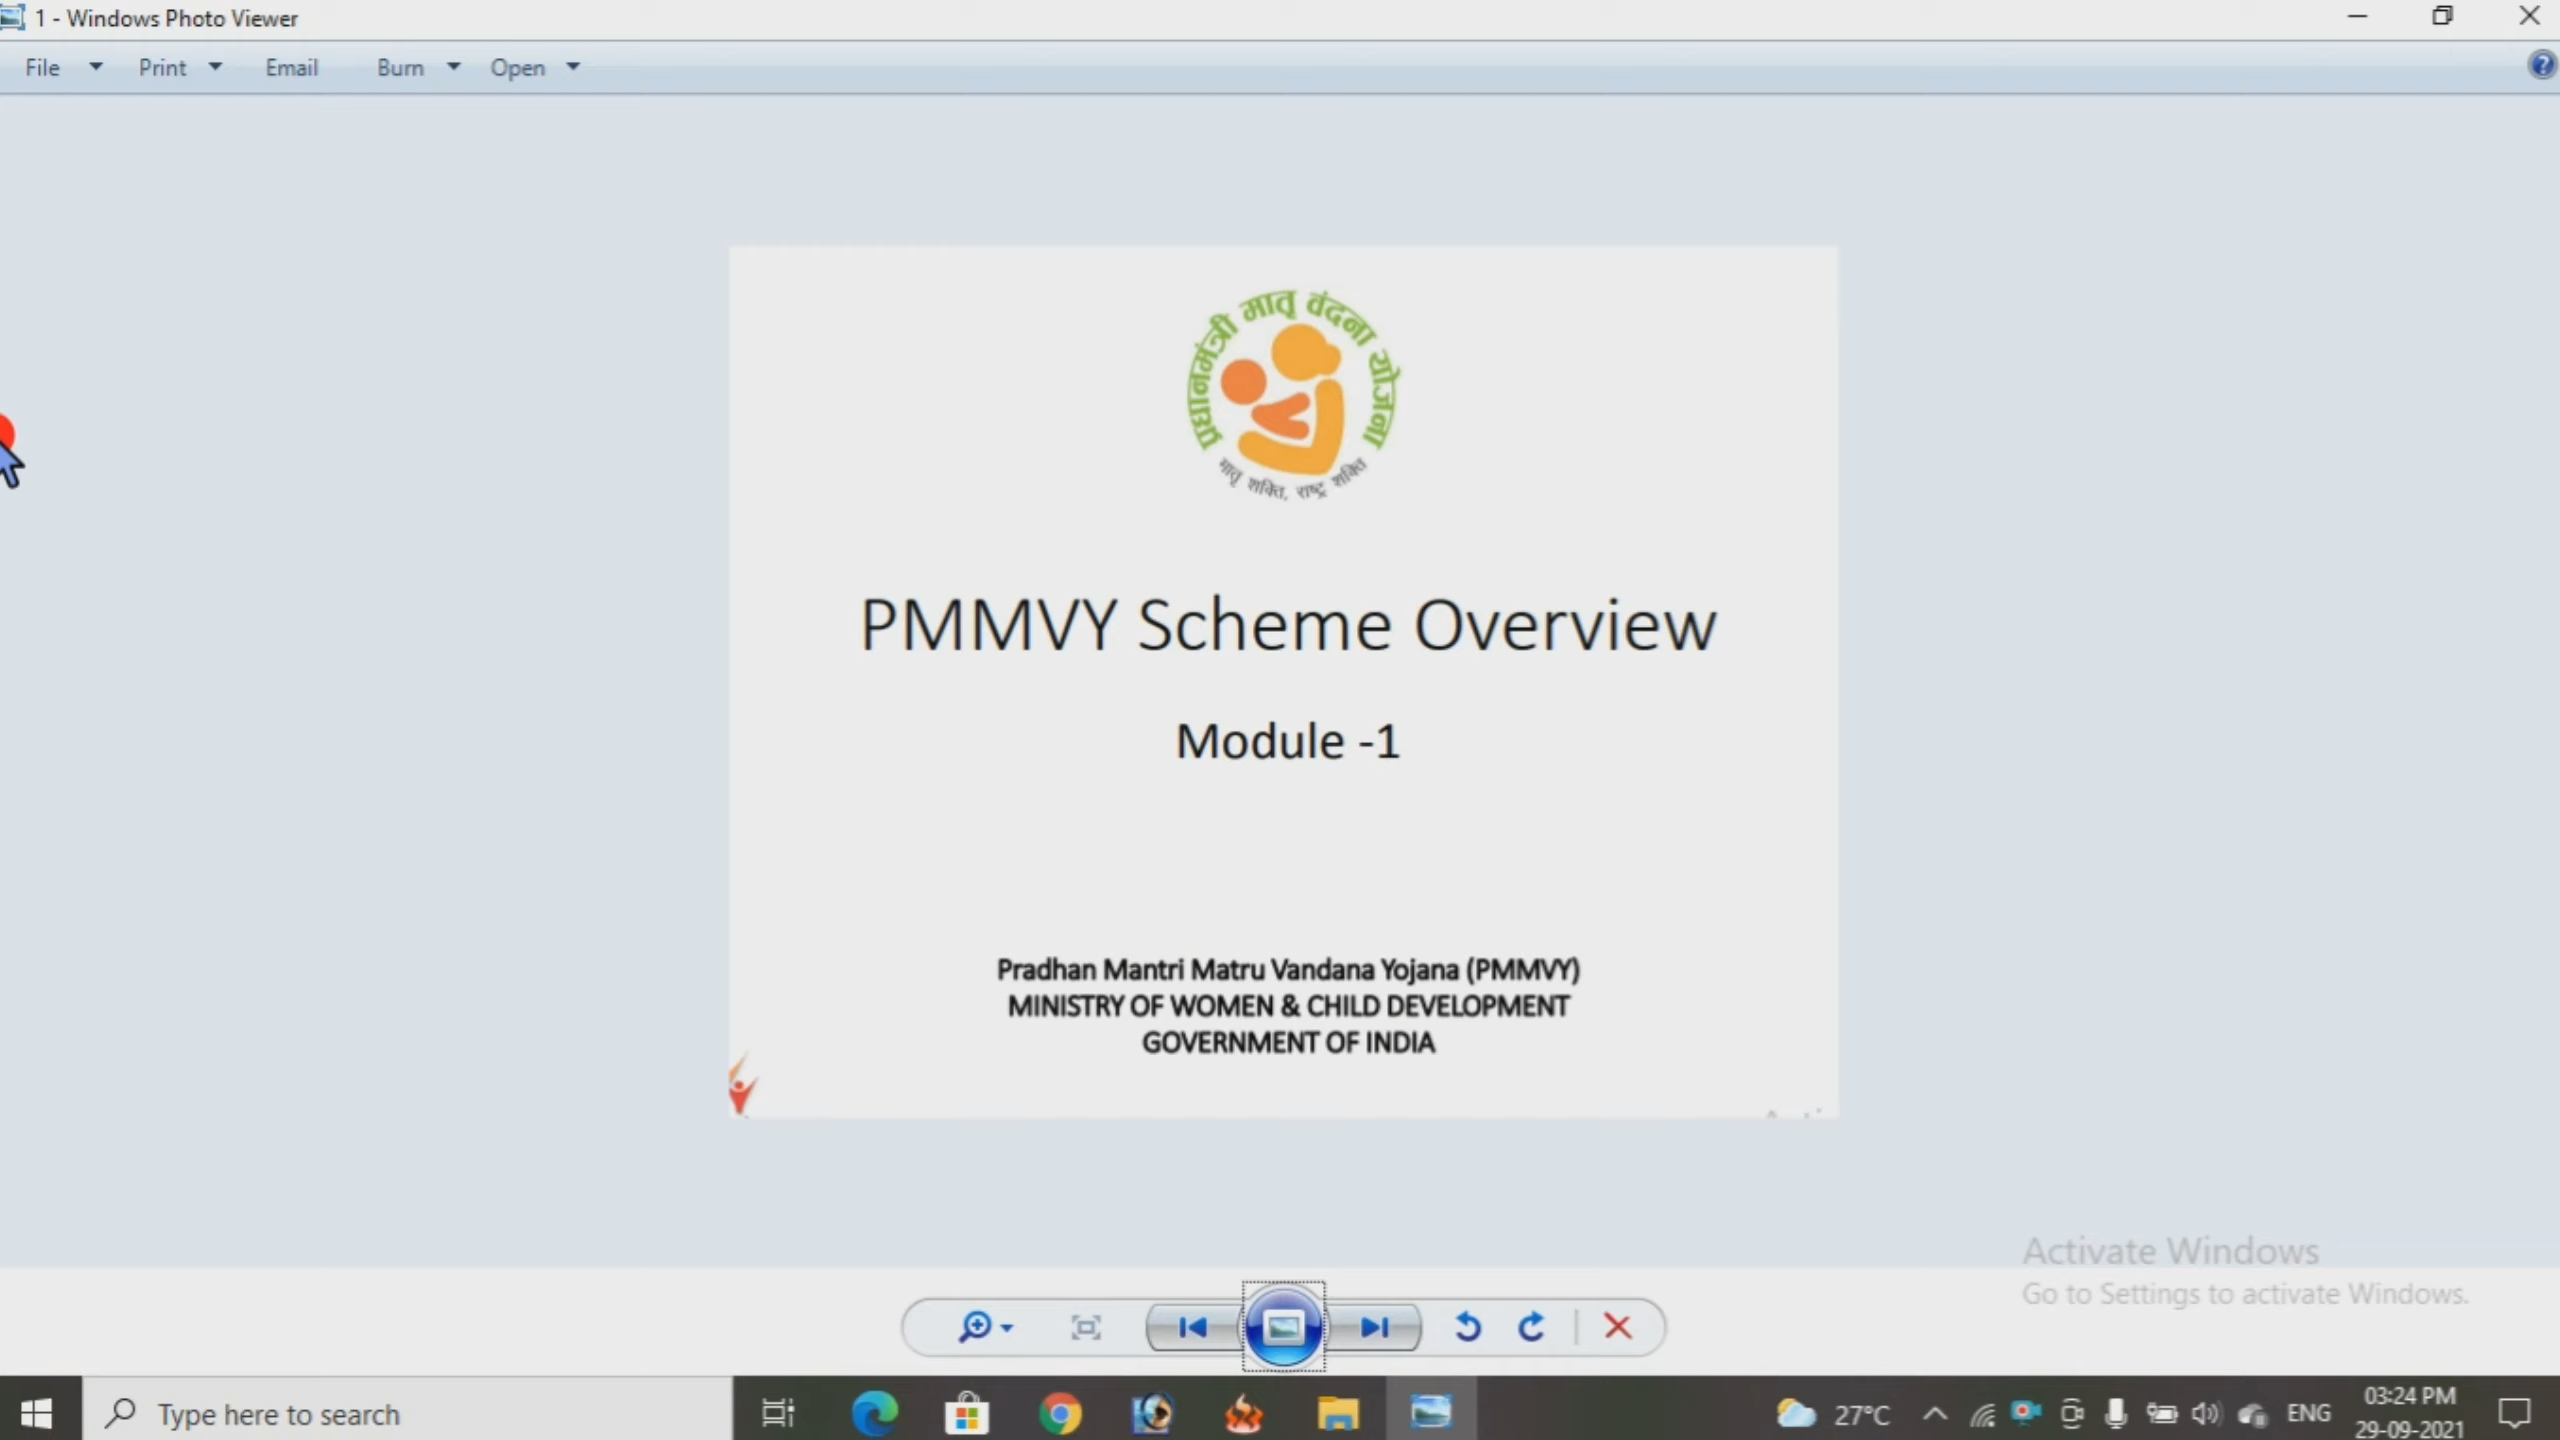 1 - Windows Photo Viewer
File Print Email Burn Open
प्रधानमंत्री मातृ वंदना योजना
मातृ शक्ति, राष्ट्र शक्ति
PMMVY Scheme Overview
Module -1
Pradhan Mantri Matru Vandana Yojana (PMMVY)
MINISTRY OF WOMEN & CHILD DEVELOPMENT
GOVERNMENT OF INDIA
Activate Windows
Go to Settings to activate Windows.
Type here to search
27°C
ENG
03:24 PM
29-09-2021